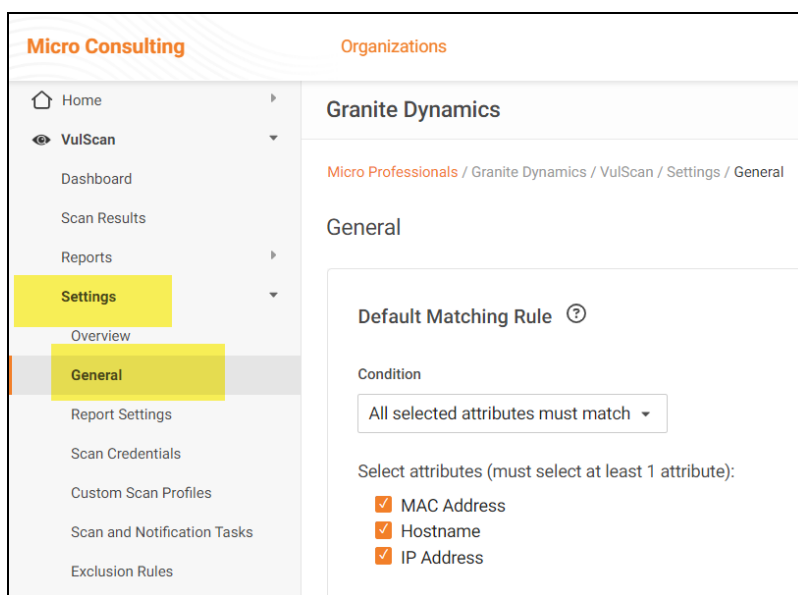 Micro Consulting
Organizations
Home
VulScan
Dashboard
Scan Results
Reports
Settings
Overview
General
Report Settings
Scan Credentials
Custom Scan Profiles
Scan and Notification Tasks
Exclusion Rules
Granite Dynamics
Micro Professionals / Granite Dynamics / VulScan / Settings / General
General
Default Matching Rule ?
Condition
All selected attributes must match
Select attributes (must select at least 1 attribute):
MAC Address
Hostname
IP Address